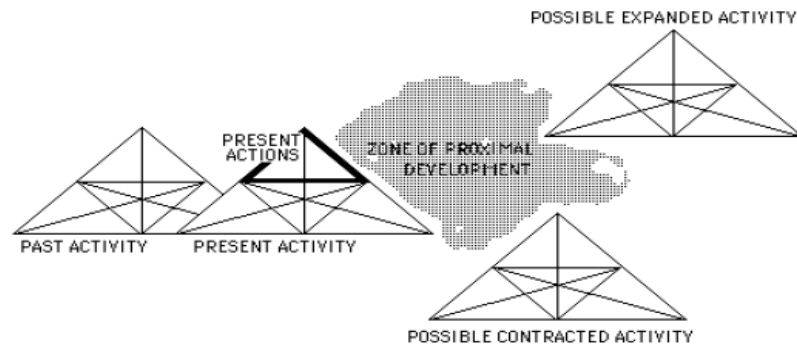 POSSIBLE EXPANDED ACTIVITY
PRESENT
ACTIONS
ZONE OF PROXIMAL
DEVELOPMENT
PAST ACTIVITY
PRESENT ACTIVITY
POSSIBLE CONTRACTED ACTIVITY